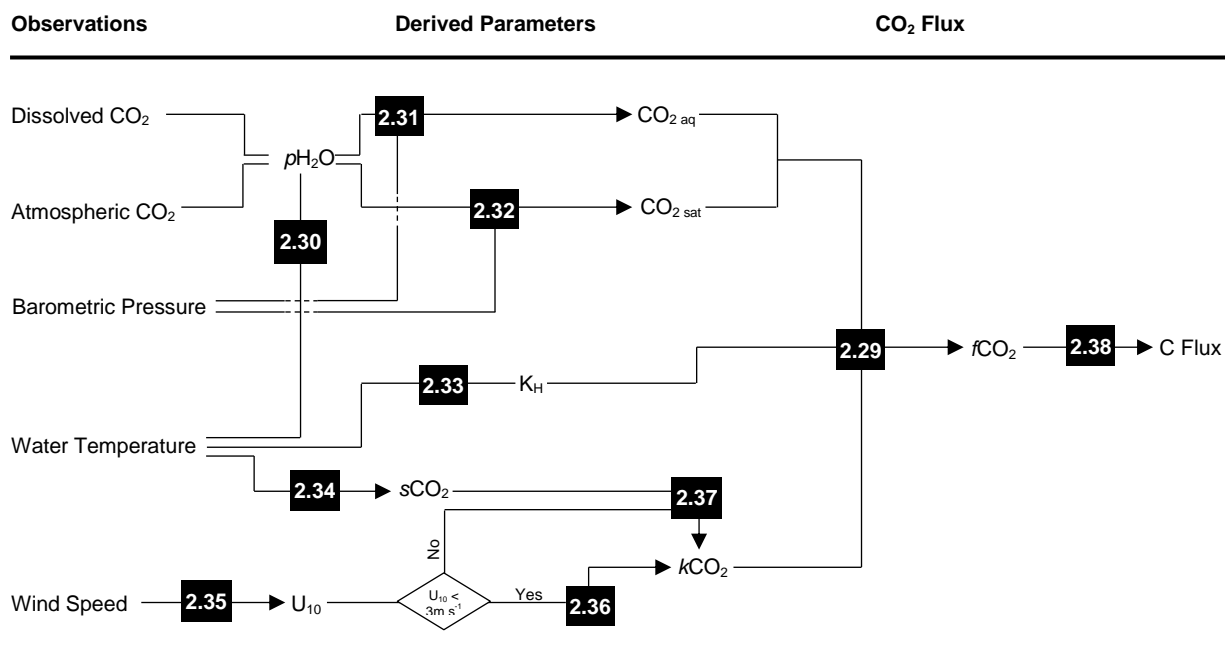 Observations Derived Parameters CO₂ Flux
Dissolved CO₂ 2.31 CO₂ aq
pH₂O
Atmospheric CO₂ 2.32 CO₂ sat
2.30
Barometric Pressure
2.29 fCO₂ 2.38 C Flux
2.33 K_H
Water Temperature
2.34 sCO₂ 2.37
No
kCO₂
Wind Speed 2.35 U₁₀ U₁₀ < Yes 2.36
3m s⁻¹